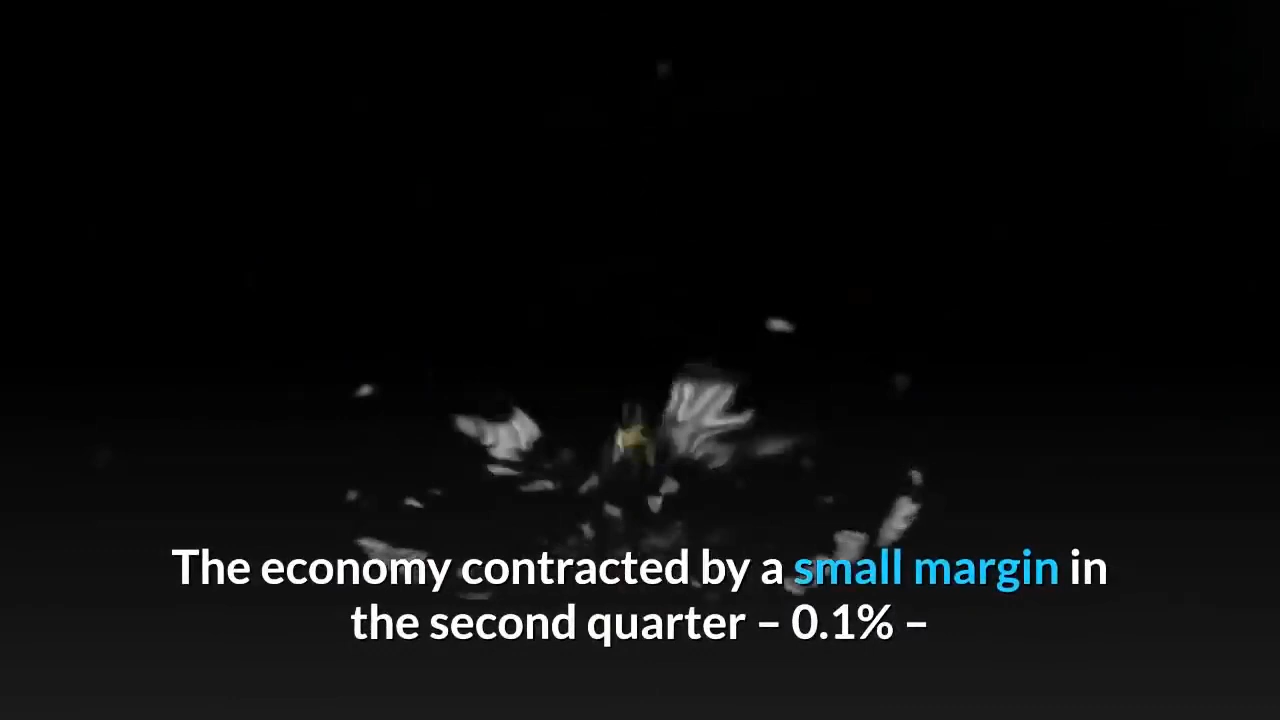 The economy contracted by a small margin in
the second quarter – 0.1% –